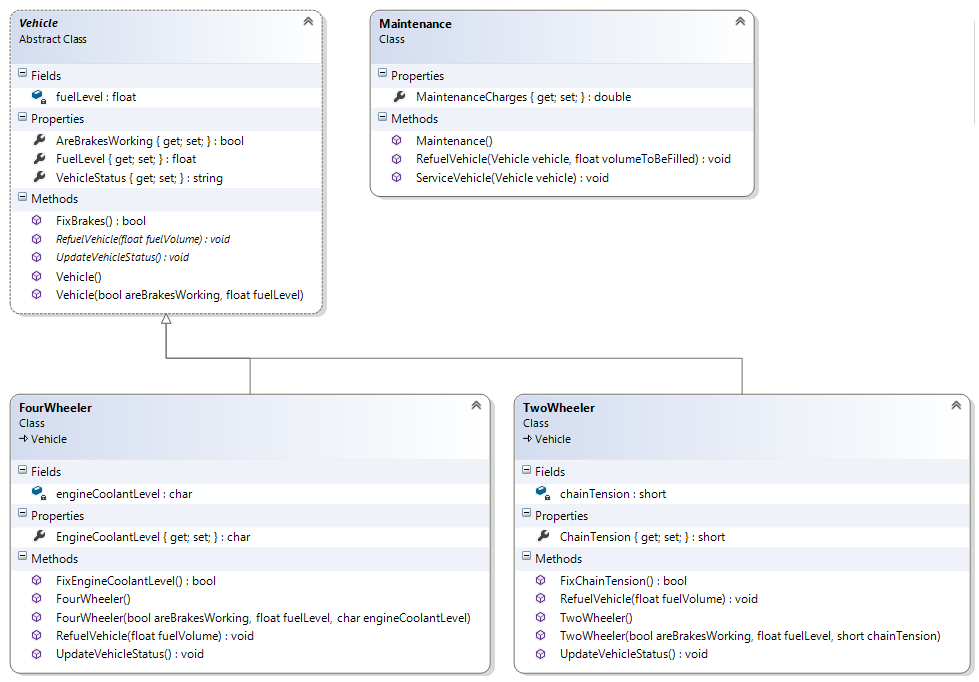 Vehicle
Abstract Class
Fields
fuelLevel : float
Properties
AreBrakesWorking { get; set; } : bool
FuelLevel { get; set; } : float
VehicleStatus { get; set; } : string
Methods
FixBrakes() : bool
RefuelVehicle(float fuelVolume) : void
UpdateVehicleStatus() : void
Vehicle()
Vehicle(bool areBrakesWorking, float fuelLevel)
Maintenance
Class
Properties
MaintenanceCharges { get; set; } : double
Methods
Maintenance()
RefuelVehicle(Vehicle vehicle, float volumeToBeFilled) : void
ServiceVehicle(Vehicle vehicle) : void
FourWheeler
Class
Vehicle
Fields
engineCoolantLevel : char
Properties
EngineCoolantLevel { get; set; } : char
Methods
FixEngineCoolantLevel() : bool
FourWheeler()
FourWheeler(bool areBrakesWorking, float fuelLevel, char engineCoolantLevel)
RefuelVehicle(float fuelVolume) : void
UpdateVehicleStatus() : void
TwoWheeler
Class
Vehicle
Fields
chainTension : short
Properties
ChainTension { get; set; } : short
Methods
FixChainTension() : bool
RefuelVehicle(float fuelVolume) : void
TwoWheeler()
TwoWheeler(bool areBrakesWorking, float fuelLevel, short chainTension)
UpdateVehicleStatus() : void